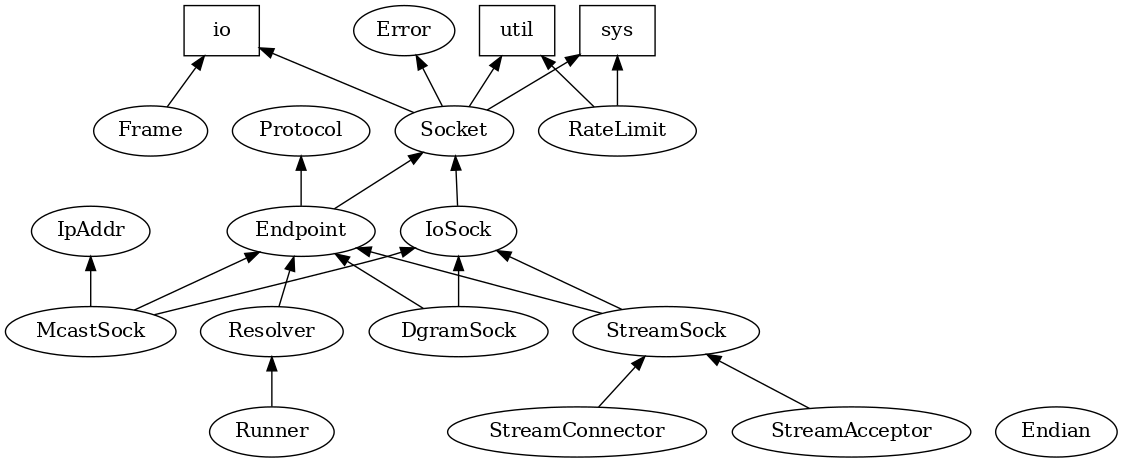 io
Error
util
sys
Frame
Protocol
Socket
RateLimit
IpAddr
Endpoint
IoSock
McastSock
Resolver
DgramSock
StreamSock
Runner
StreamConnector
StreamAcceptor
Endian